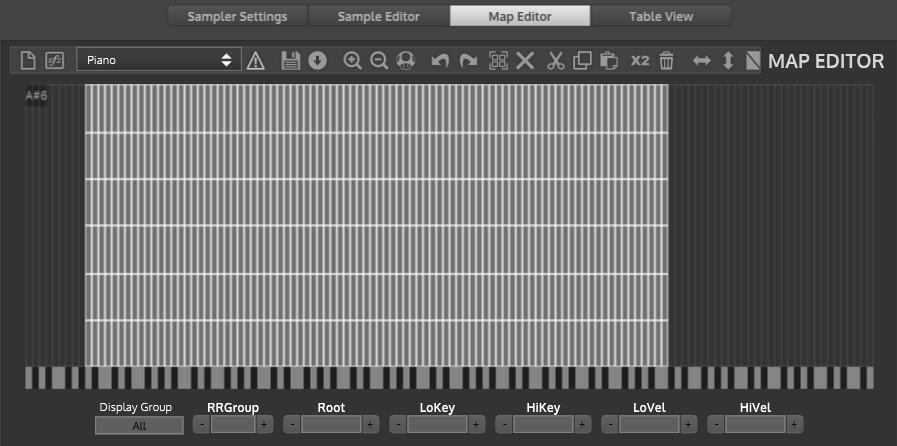 Sampler Settings Sample Editor Map Editor Table View
sfz Piano X2 MAP EDITOR
A#6
Display Group RRGroup Root LoKey HiKey LoVel HiVel
All - + - + - + - + - + - +